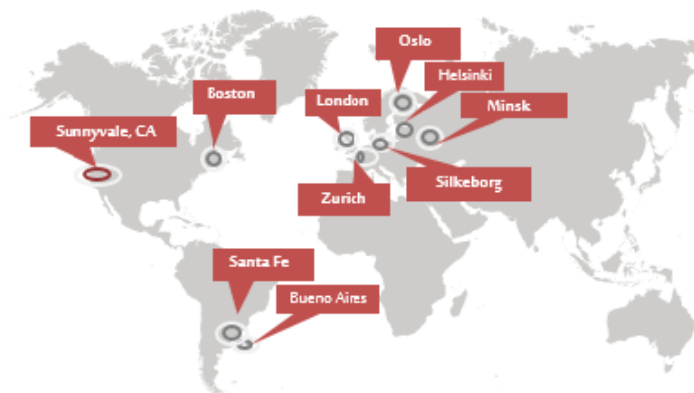 Oslo
Helsinki
Boston
London
Minsk
Sunnyvale, CA
Zurich
Silkeborg
Santa Fe
Bueno Aires